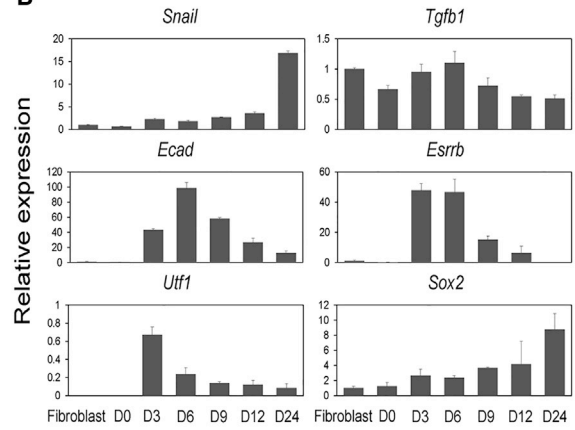 B
Snail Tgfb1
20 15 10 5 0
1.5 1 0.5 0
Relative expression
Ecad Esrrb
120 100 80 60 40 20 0
60 40 20 0
Utf1 Sox2
1 0.8 0.6 0.4 0.2 0
12 10 8 6 4 2 0
Fibroblast D0 D3 D6 D9 D12 D24 Fibroblast D0 D3 D6 D9 D12 D24